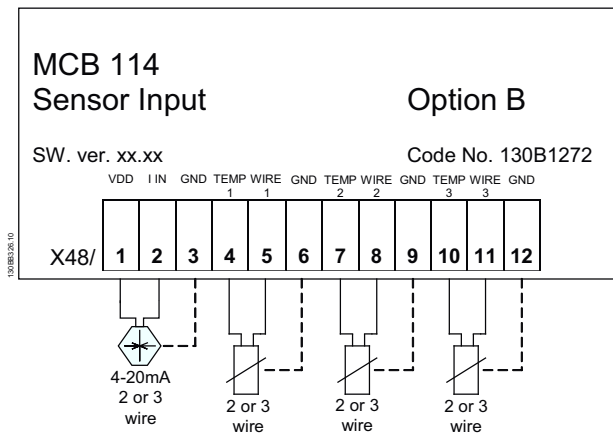 MCB 114
Sensor Input Option B
SW. ver. xx.xx Code No. 130B1272
VDD I IN GND TEMP WIRE GND TEMP WIRE GND TEMP WIRE GND
1 1 2 2 3 3
X48/ 1 2 3 4 5 6 7 8 9 10 11 12
130BB326.10
4-20mA
2 or 3
wire
2 or 3
wire
2 or 3
wire
2 or 3
wire